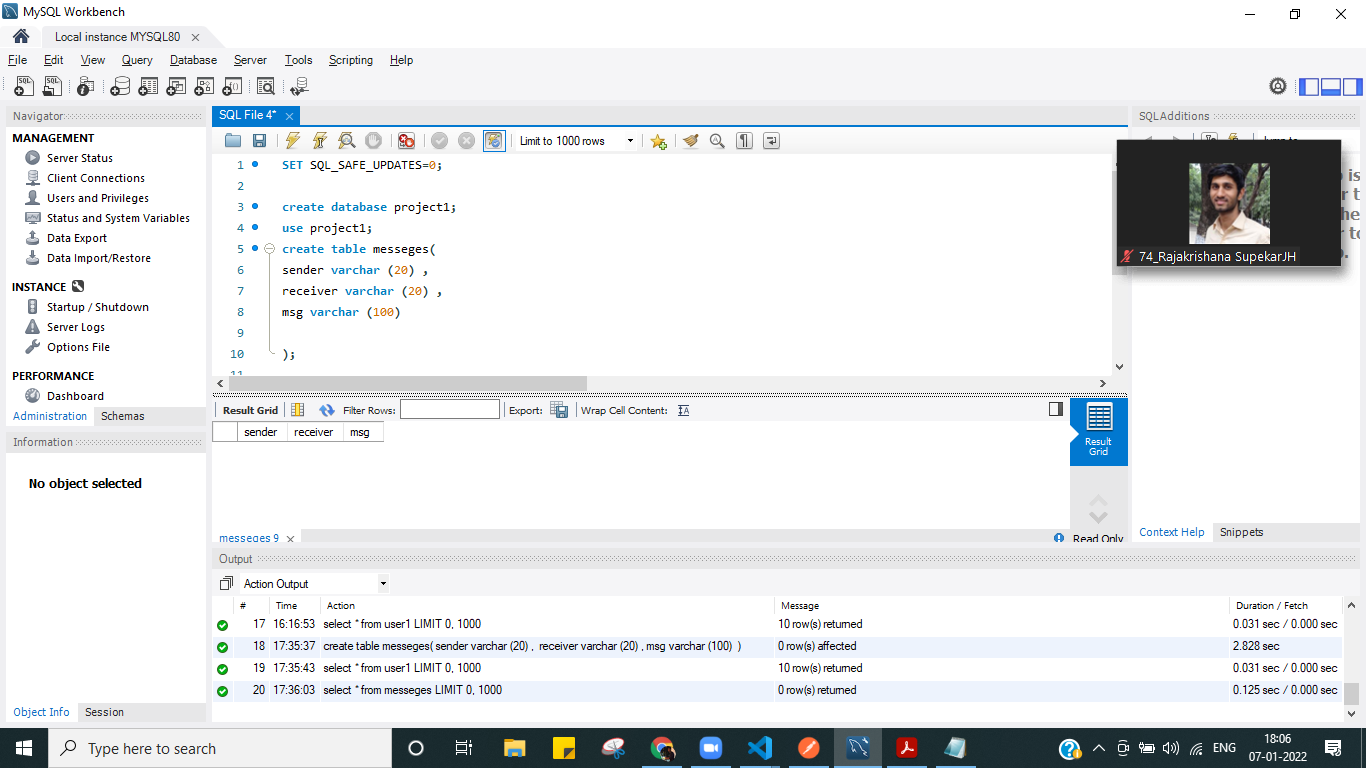 MySQL Workbench
Local instance MYSQL80
File Edit View Query Database Server Tools Scripting Help
Navigator
MANAGEMENT
Server Status
Client Connections
Users and Privileges
Status and System Variables
Data Export
Data Import/Restore
INSTANCE
Startup / Shutdown
Server Logs
Options File
PERFORMANCE
Dashboard
Administration Schemas
Information
No object selected
Object Info Session
SQL File 4*
Limit to 1000 rows
1 SET SQL_SAFE_UPDATES=0;
2
3 create database project1;
4 use project1;
5 create table messeges(
6 sender varchar (20) ,
7 receiver varchar (20) ,
8 msg varchar (100)
9
10 );
11
Result Grid Filter Rows: Export: Wrap Cell Content:
sender receiver msg
Result
Grid
messeges 9
Read Only
SQLAdditions
Jump to
74_Rajakrishana SupekarJH
Context Help Snippets
Output
Action Output
# Time Action Message Duration / Fetch
17 16:16:53 select * from user1 LIMIT 0, 1000 10 row(s) returned 0.031 sec / 0.000 sec
18 17:35:37 create table messeges( sender varchar (20) , receiver varchar (20) , msg varchar (100) ) 0 row(s) affected 2.828 sec
19 17:35:43 select * from user1 LIMIT 0, 1000 10 row(s) returned 0.031 sec / 0.000 sec
20 17:36:03 select * from messeges LIMIT 0, 1000 0 row(s) returned 0.125 sec / 0.000 sec
Type here to search
ENG
18:06
07-01-2022